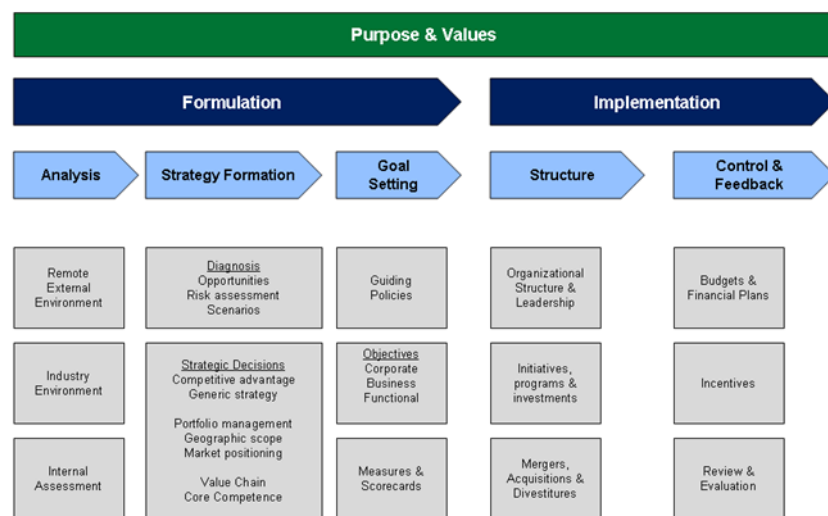 Purpose & Values
Formulation
Implementation
Analysis
Strategy Formation
Goal
Setting
Structure
Control &
Feedback
Remote
External
Environment
Diagnosis
Opportunities
Risk assessment
Scenarios
Guiding
Policies
Organizational
Structure &
Leadership
Budgets &
Financial Plans
Industry
Environment
Strategic Decisions
Competitive advantage
Generic strategy
Portfolio management
Geographic scope
Market positioning
Value Chain
Core Competence
Objectives
Corporate
Business
Functional
Initiatives,
programs &
investments
Incentives
Internal
Assessment
Measures &
Scorecards
Mergers,
Acquisitions &
Divestitures
Review &
Evaluation